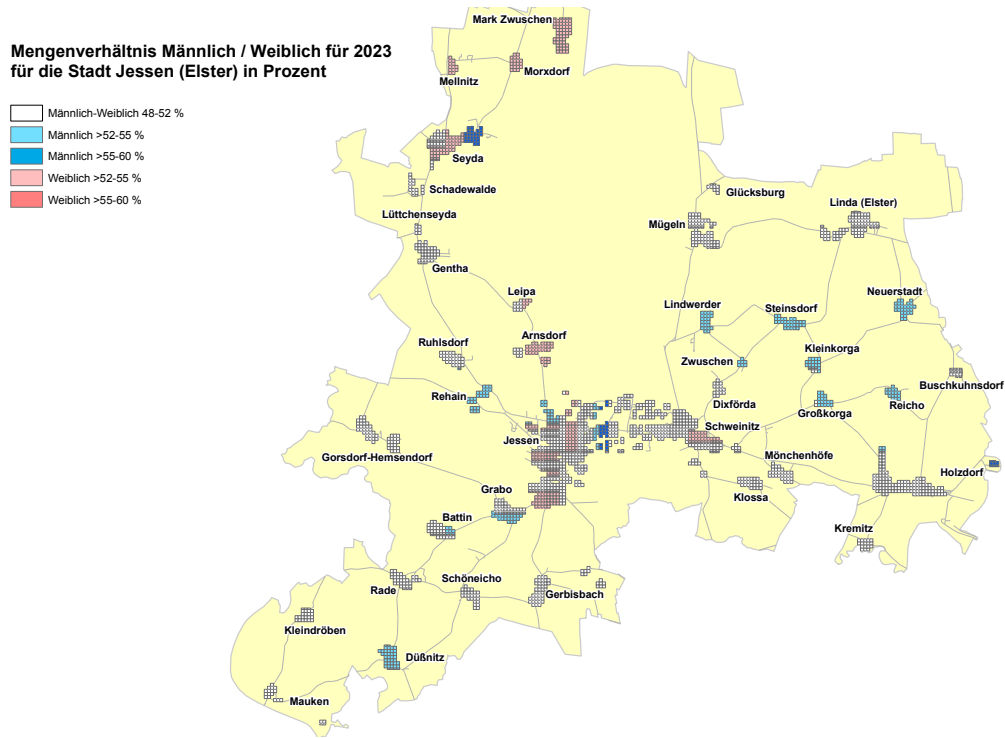 Mengenverhältnis Männlich / Weiblich für 2023
für die Stadt Jessen (Elster) in Prozent
Männlich-Weiblich 48-52 %
Männlich >52-55 %
Männlich >55-60 %
Weiblich >52-55 %
Weiblich >55-60 %
Mark Zwuschen
Mellnitz
Morxdorf
Seyda
Schadewalde
Glücksburg
Lüttchenseyda
Mügeln
Linda (Elster)
Gentha
Leipa
Lindwerder
Steinsdorf
Neuerstadt
Arnsdorf
Ruhlsdorf
Zwuschen
Kleinkorga
Buschkuhnsdorf
Rehain
Dixförda
Großkorga
Reicho
Jessen
Schweinitz
Gorsdorf-Hemsendorf
Mönchenhöfe
Holzdorf
Grabo
Klossa
Battin
Kremitz
Rade
Schöneicho
Gerbisbach
Kleindröben
Düßnitz
Mauken